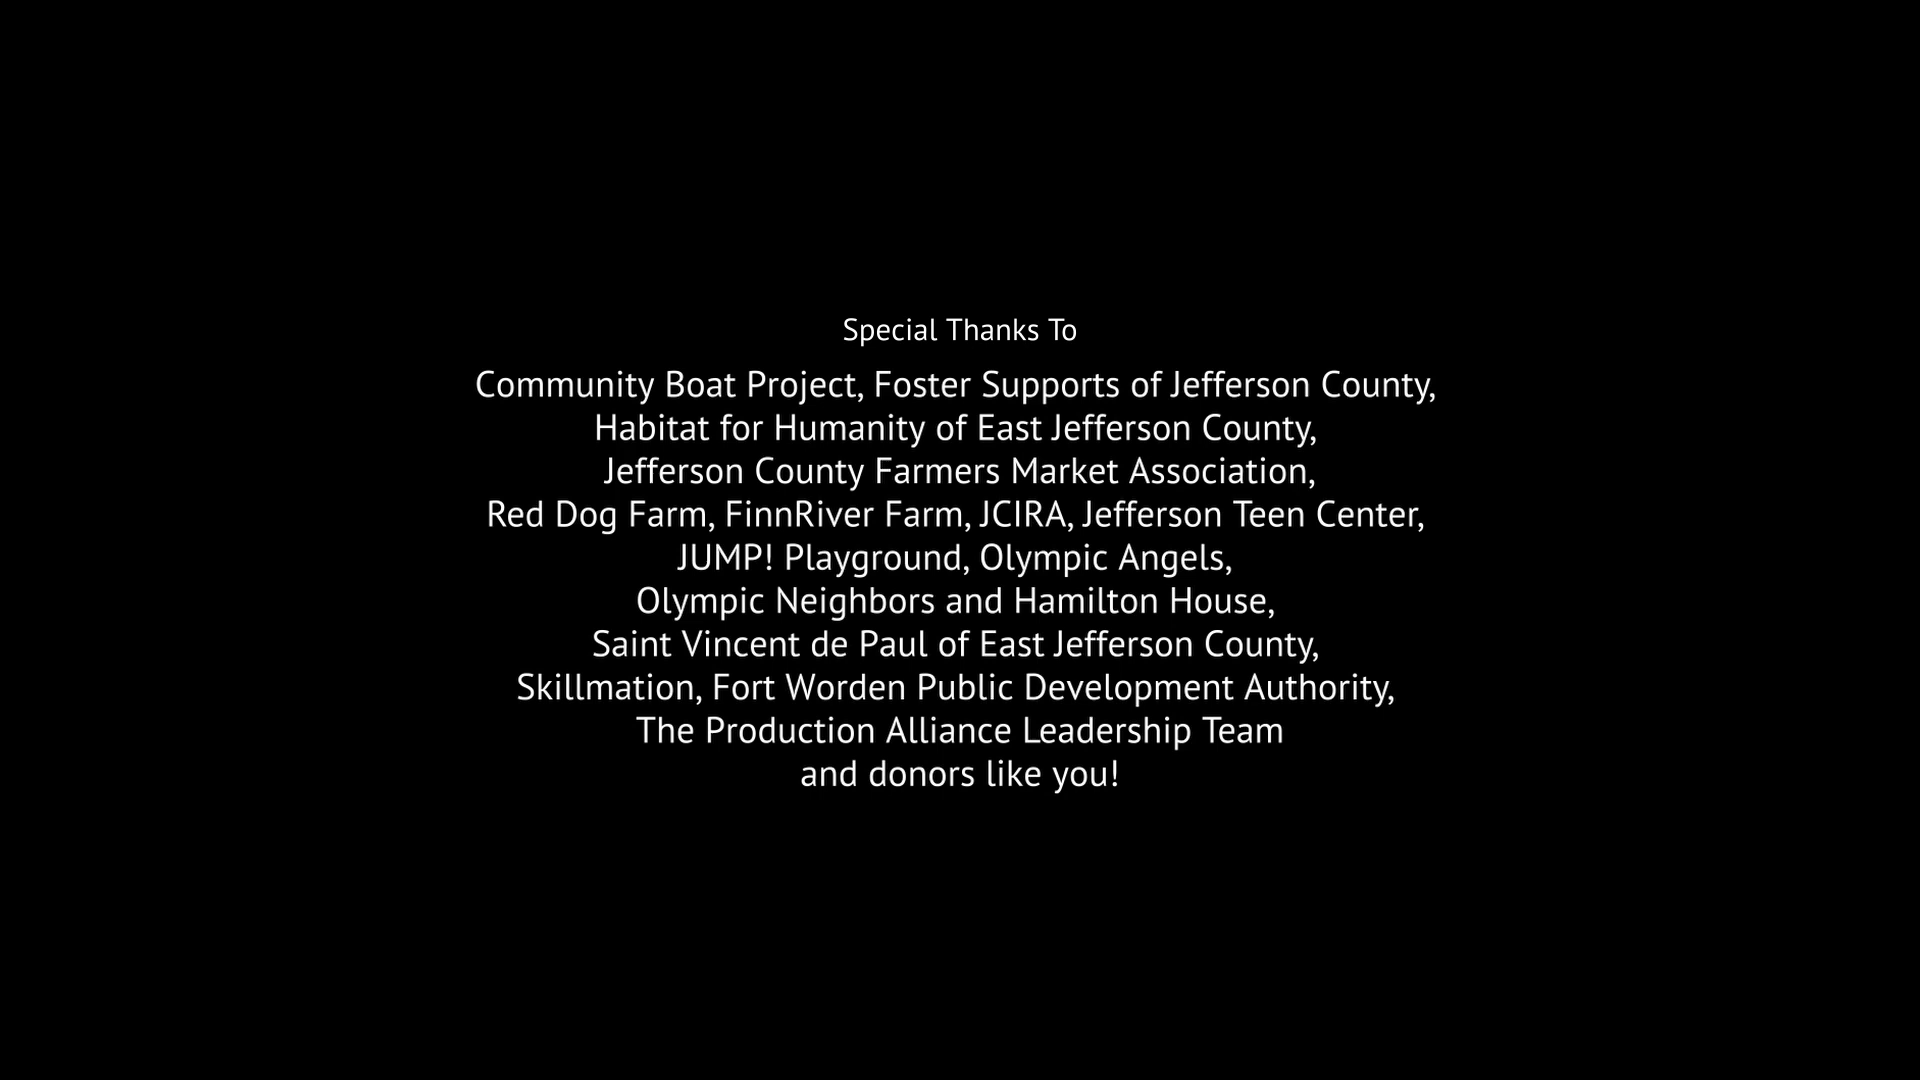 Special Thanks To
Community Boat Project, Foster Supports of Jefferson County,
Habitat for Humanity of East Jefferson County,
Jefferson County Farmers Market Association,
Red Dog Farm, FinnRiver Farm, JCIRA, Jefferson Teen Center,
JUMP! Playground, Olympic Angels,
Olympic Neighbors and Hamilton House,
Saint Vincent de Paul of East Jefferson County,
Skillmation, Fort Worden Public Development Authority,
The Production Alliance Leadership Team
and donors like you!